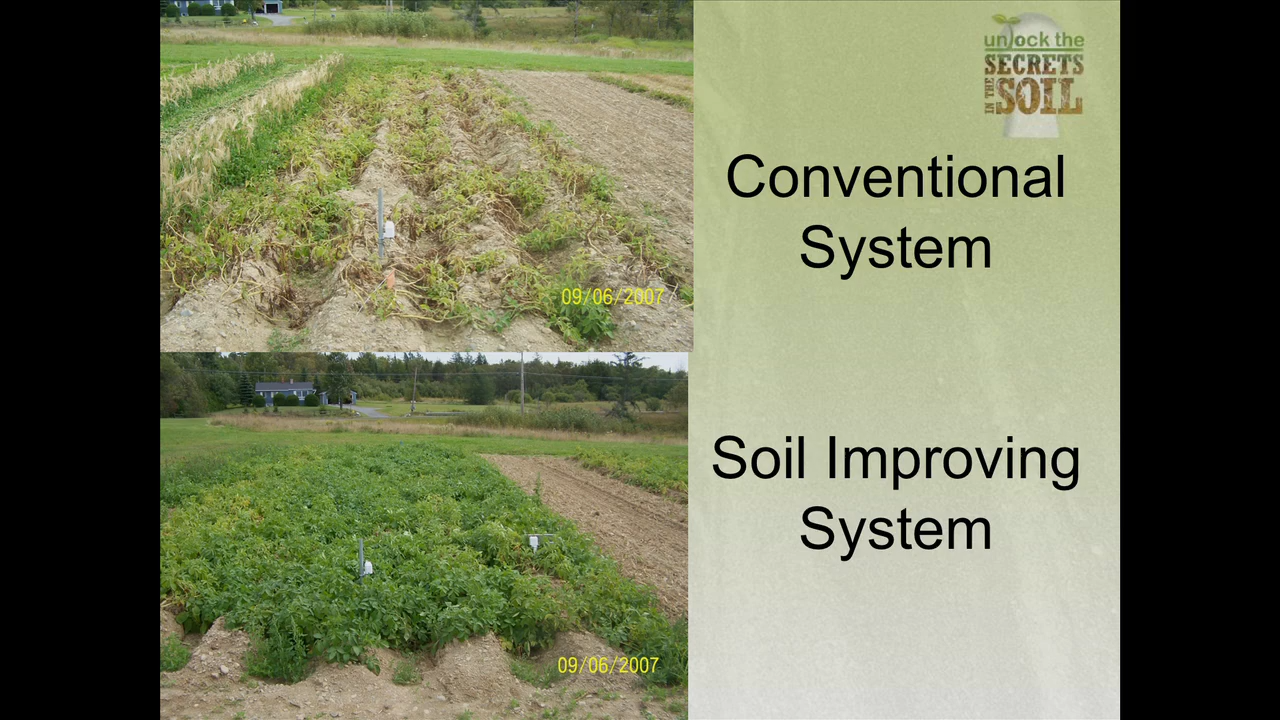 unlock the
SECRETS
IN THE
SOIL
Conventional
System
09/06/2007
Soil Improving
System
09/06/2007